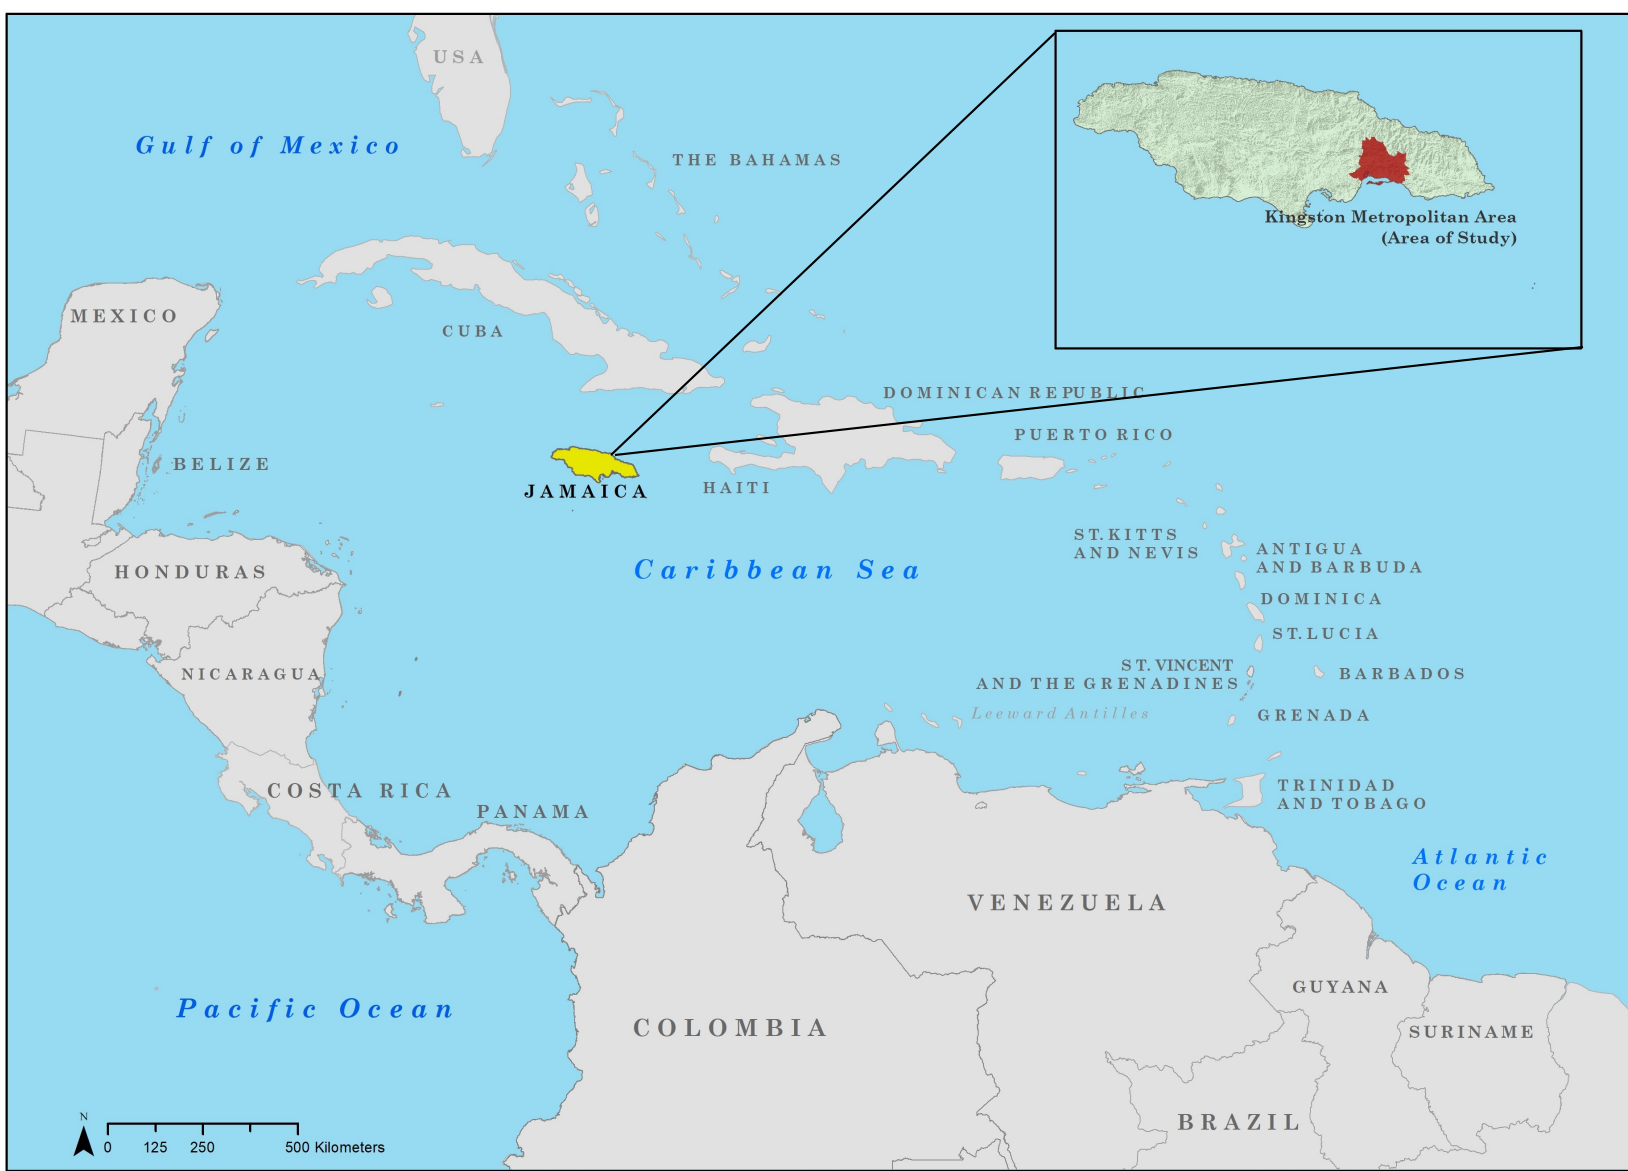 USA
Gulf of Mexico
THE BAHAMAS
Kingston Metropolitan Area
(Area of Study)
MEXICO
CUBA
DOMINICAN REPUBLIC
PUERTO RICO
BELIZE
HAITI
JAMAICA
ST. KITTS
AND NEVIS
ANTIGUA
AND BARBUDA
HONDURAS
Caribbean Sea
DOMINICA
ST. LUCIA
ST. VINCENT
AND THE GRENADINES
BARBADOS
NICARAGUA
Leeward Antilles
GRENADA
COSTA RICA
PANAMA
TRINIDAD
AND TOBAGO
Atlantic
Ocean
VENEZUELA
GUYANA
Pacific Ocean
COLOMBIA
SURINAME
BRAZIL
N
0 125 250 500 Kilometers